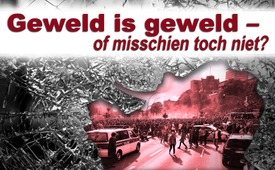 Geweld is geweld –
of misschien toch niet?